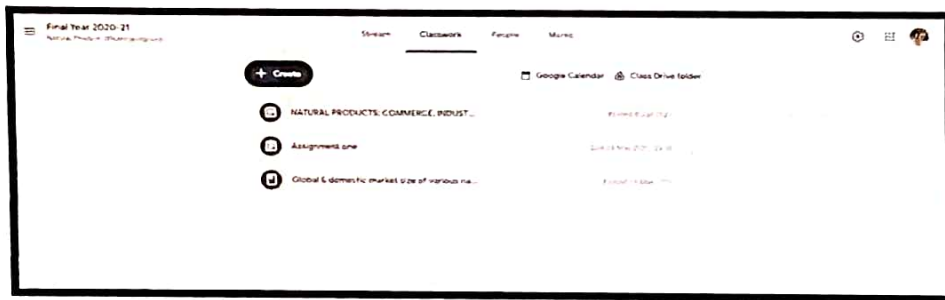 Final Year 2020-21
Stream Classwork People Marks
+ Create
Google Calendar Class Drive folder
NATURAL PRODUCTS: COMMERCE, INDUST...
Assignment one
Global & domestic market size of various na...